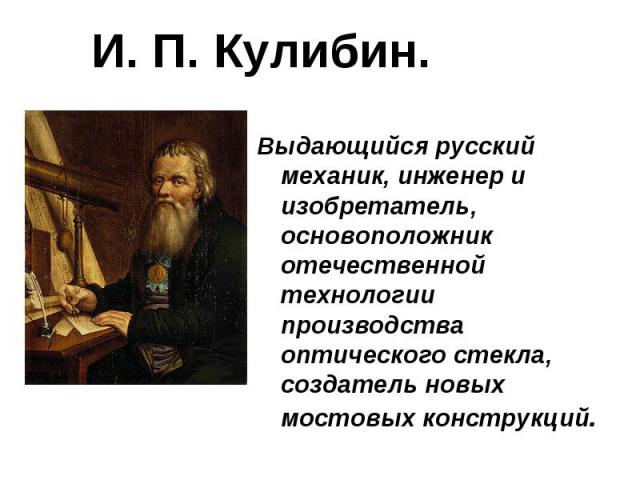 И. П. Кулибин.
Выдающийся русский
механик, инженер и
изобретатель,
основоположник
отечественной
технологии
производства
оптического стекла,
создатель новых
мостовых конструкций.